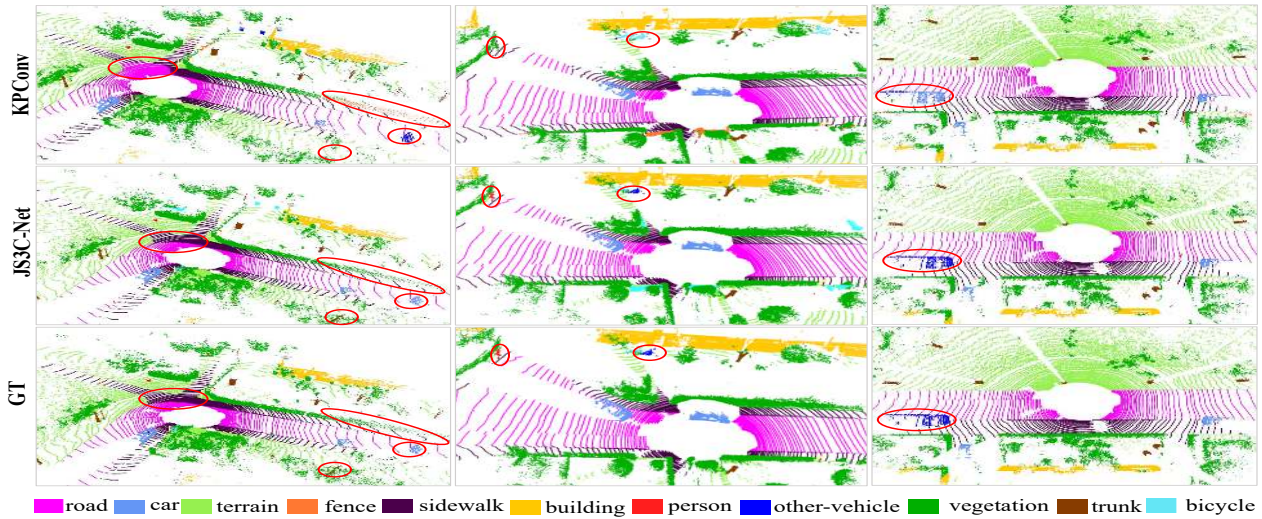 KPConv
JS3C-Net
GT
road car terrain fence sidewalk building person other-vehicle vegetation trunk bicycle